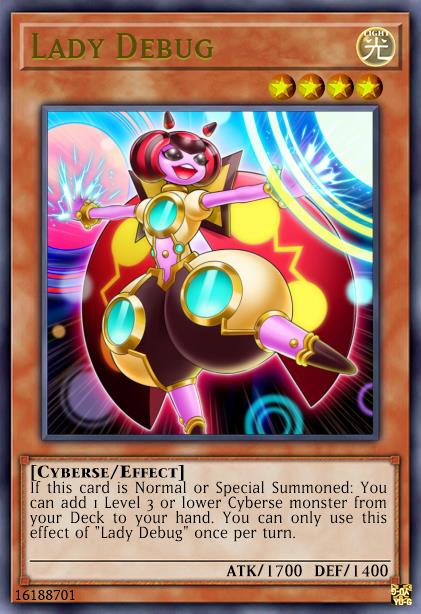 LADY DEBUG
LIGHT
光
[CYBERSE/EFFECT]
If this card is Normal or Special Summoned: You
can add 1 Level 3 or lower Cyberse monster from
your Deck to your hand. You can only use this
effect of "Lady Debug" once per turn.
ATK/1700 DEF/1400
16188701